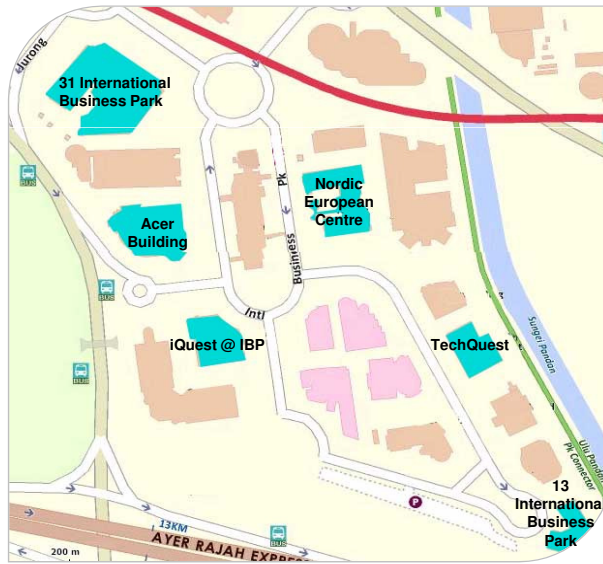 Jurong
31 International
Business Park
BUS
Acer
Building
Nordic
European
Centre
Business Pk
BUS
Intl
iQuest @ IBP
TechQuest
Sungei Pandan
BUS
Ulu Pandan
Pk Connector
13
International
Business
Park
P
13KM
BUS
AYER RAJAH EXPRE
200 m